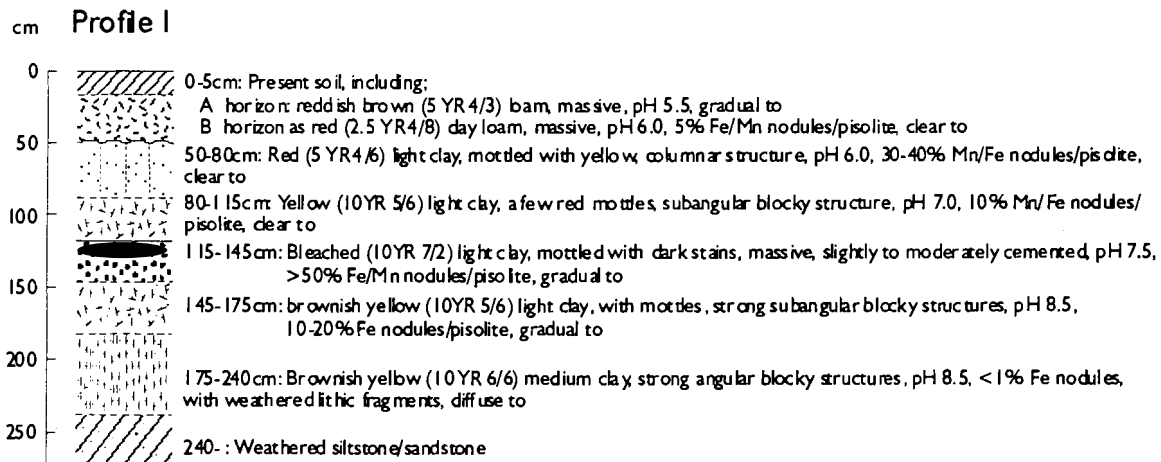 cm Profile I
0
0-5cm: Present soil, including;
A horizon: reddish brown (5 YR 4/3) loam, massive, pH 5.5, gradual to
B horizon as red (2.5 YR4/8) clay loam, massive, pH 6.0, 5% Fe/Mn nodules/pisolite, clear to
50
50-80cm: Red (5 YR4/6) light clay, mottled with yellow, columnar structure, pH 6.0, 30-40% Mn/Fe nodules/pisolite,
clear to
80-115cm: Yellow (10YR 5/6) light clay, a few red mottles, subangular blocky structure, pH 7.0, 10% Mn/Fe nodules/
100
pisolite, clear to
115-145cm: Bleached (10YR 7/2) light clay, mottled with dark stains, massive, slightly to moderately cemented, pH 7.5,
>50% Fe/Mn nodules/pisolite, gradual to
150
145-175cm: brownish yellow (10YR 5/6) light clay, with mottles, strong subangular blocky structures, pH 8.5,
10-20% Fe nodules/pisolite, gradual to
200
175-240cm: Brownish yellow (10YR 6/6) medium clay, strong angular blocky structures, pH 8.5, <1% Fe nodules,
with weathered lithic fragments, diffuse to
250
240- : Weathered siltstone/sandstone